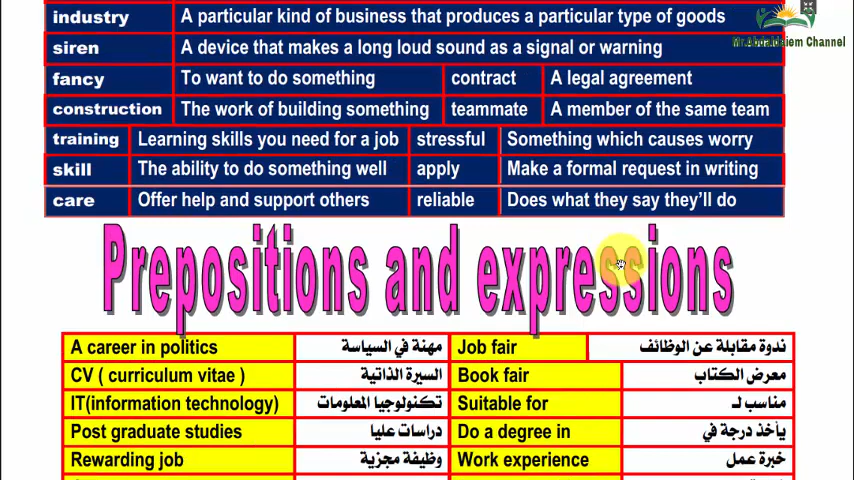 industry A particular kind of business that produces a particular type of goods
Mr.Abdaldaiem Channel
siren A device that makes a long loud sound as a signal or warning
fancy To want to do something contract A legal agreement
construction The work of building something teammate A member of the same team
training Learning skills you need for a job stressful Something which causes worry
skill The ability to do something well apply Make a formal request in writing
care Offer help and support others reliable Does what they say they'll do
Prepositions and expressions
A career in politics مهنة في السياسة Job fair ندوة مقابلة عن الوظائف
CV ( curriculum vitae ) السيرة الذاتية Book fair معرض الكتاب
IT(information technology) تكنولوجيا المعلومات Suitable for مناسب لـ
Post graduate studies دراسات عليا Do a degree in يأخذ درجة في
Rewarding job وظيفة مجزية Work experience خبرة عمل